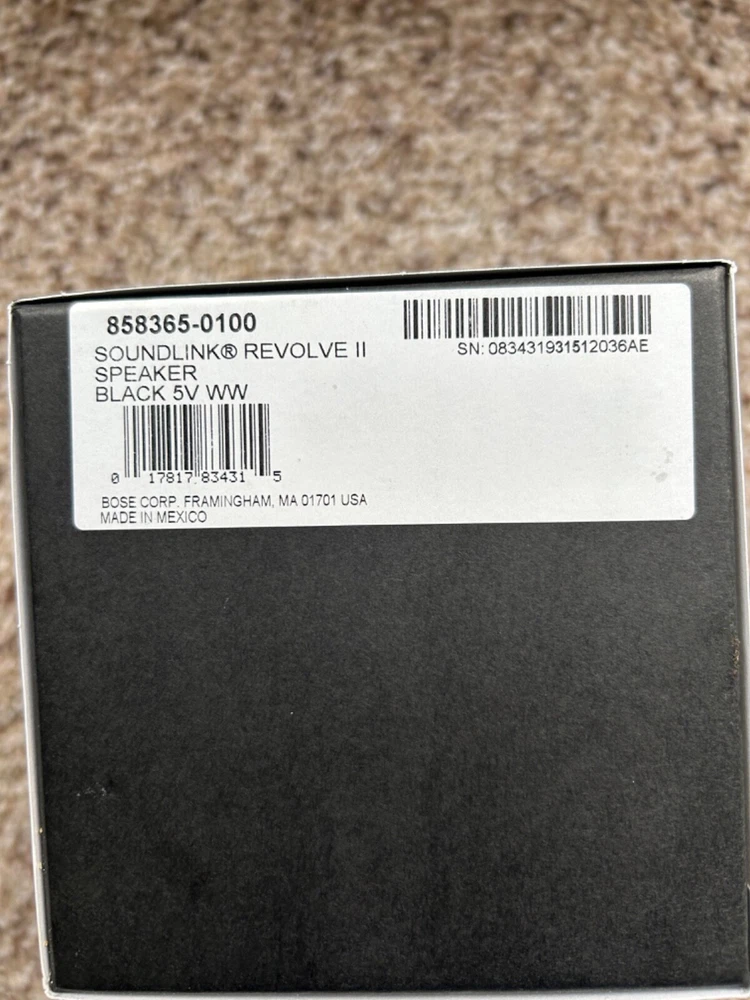 858365-0100
SOUNDLINK® REVOLVE II
SPEAKER
BLACK 5V WW
0 17817 83431 5
BOSE CORP. FRAMINGHAM, MA 01701 USA
MADE IN MEXICO
SN: 083431931512036AE